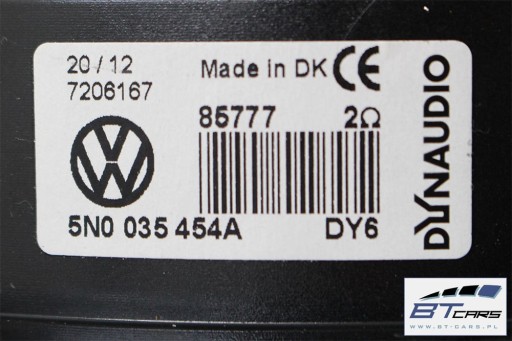 20/12
7206167
Made in DK CE
85777 2Ω
5N0 035 454A DY6
DYNAUDIO
BTCARS
WWW.BT-CARS.PL